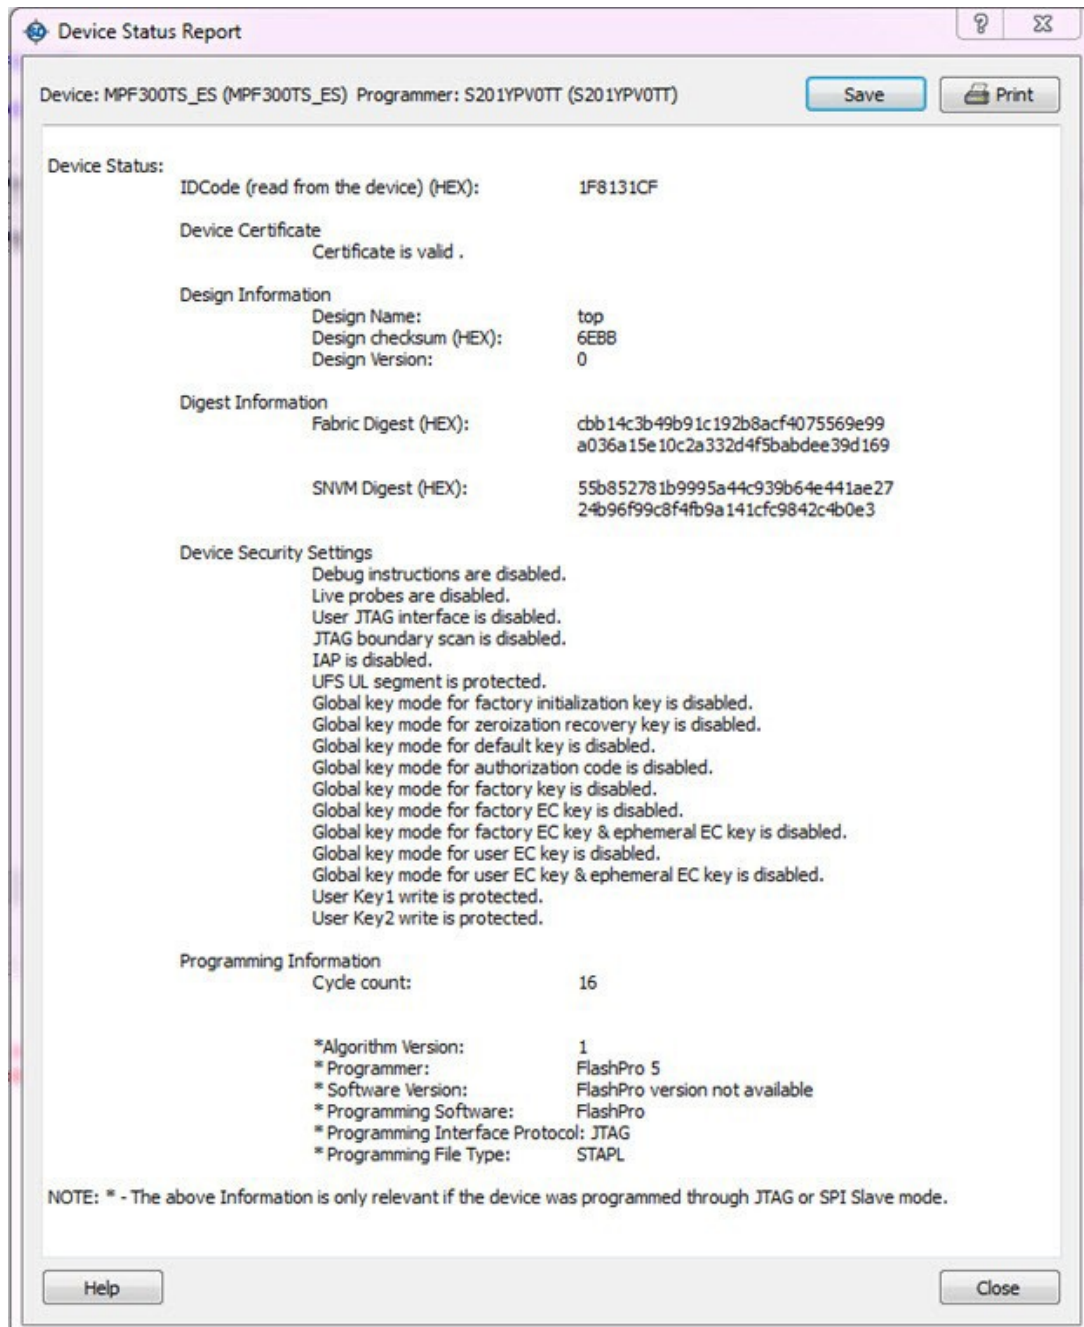 Device Status Report
Device: MPF300TS_ES (MPF300TS_ES) Programmer: S201YPV0TT (S201YPV0TT)
Save
Print
Device Status:
IDCode (read from the device) (HEX): 1F8131CF
Device Certificate
Certificate is valid .
Design Information
Design Name: top
Design checksum (HEX): 6EBB
Design Version: 0
Digest Information
Fabric Digest (HEX): cbb14c3b49b91c192b8acf4075569e99
a036a15e10c2a332d4f5babdee39d169
SNVM Digest (HEX): 55b852781b9995a44c939b64e441ae27
24b96f99c8f4fb9a141cfc9842c4b0e3
Device Security Settings
Debug instructions are disabled.
Live probes are disabled.
User JTAG interface is disabled.
JTAG boundary scan is disabled.
IAP is disabled.
UFS UL segment is protected.
Global key mode for factory initialization key is disabled.
Global key mode for zeroization recovery key is disabled.
Global key mode for default key is disabled.
Global key mode for authorization code is disabled.
Global key mode for factory key is disabled.
Global key mode for factory EC key is disabled.
Global key mode for factory EC key & ephemeral EC key is disabled.
Global key mode for user EC key is disabled.
Global key mode for user EC key & ephemeral EC key is disabled.
User Key1 write is protected.
User Key2 write is protected.
Programming Information
Cycle count: 16
*Algorithm Version: 1
* Programmer: FlashPro 5
* Software Version: FlashPro version not available
* Programming Software: FlashPro
* Programming Interface Protocol: JTAG
* Programming File Type: STAPL
NOTE: * - The above Information is only relevant if the device was programmed through JTAG or SPI Slave mode.
Help
Close